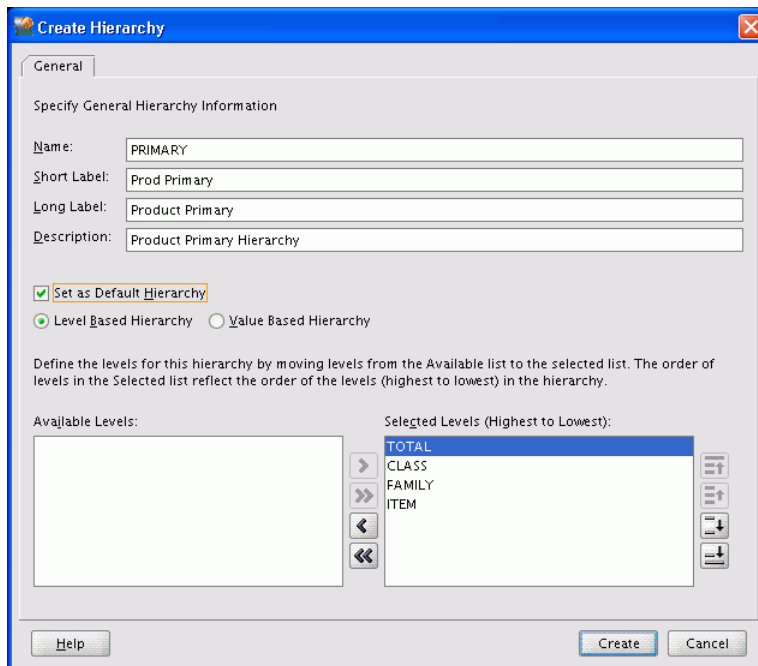 Create Hierarchy
General
Specify General Hierarchy Information
Name: PRIMARY
Short Label: Prod Primary
Long Label: Product Primary
Description: Product Primary Hierarchy
Set as Default Hierarchy
Level Based Hierarchy Value Based Hierarchy
Define the levels for this hierarchy by moving levels from the Available list to the selected list. The order of
levels in the Selected list reflect the order of the levels (highest to lowest) in the hierarchy.
Available Levels: Selected Levels (Highest to Lowest):
TOTAL
CLASS
FAMILY
ITEM
Help Create Cancel